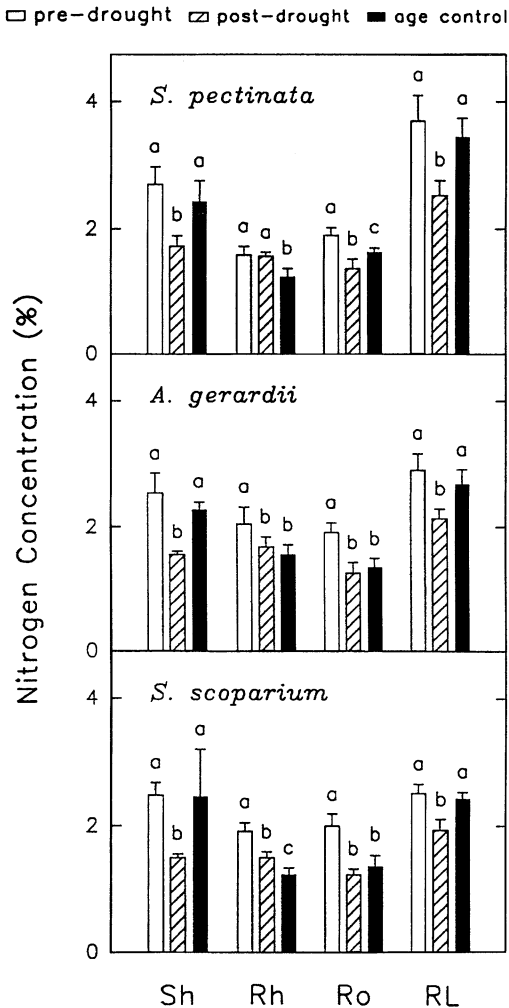 pre-drought post-drought age control
S. pectinata
a b a a a b a b c a b a
4
2
0
A. gerardii
a b a a b b a b b a b a
4
2
0
S. scoparium
a b a a b c a b b a b a
4
2
0
Nitrogen Concentration (%)
Sh Rh Ro RL